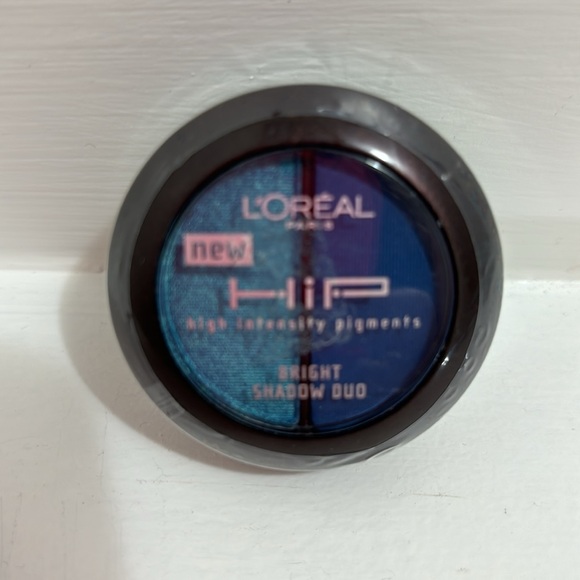 L'ORÉAL
PARIS
new
HiP
high intensity pigments
BRIGHT
SHADOW DUO